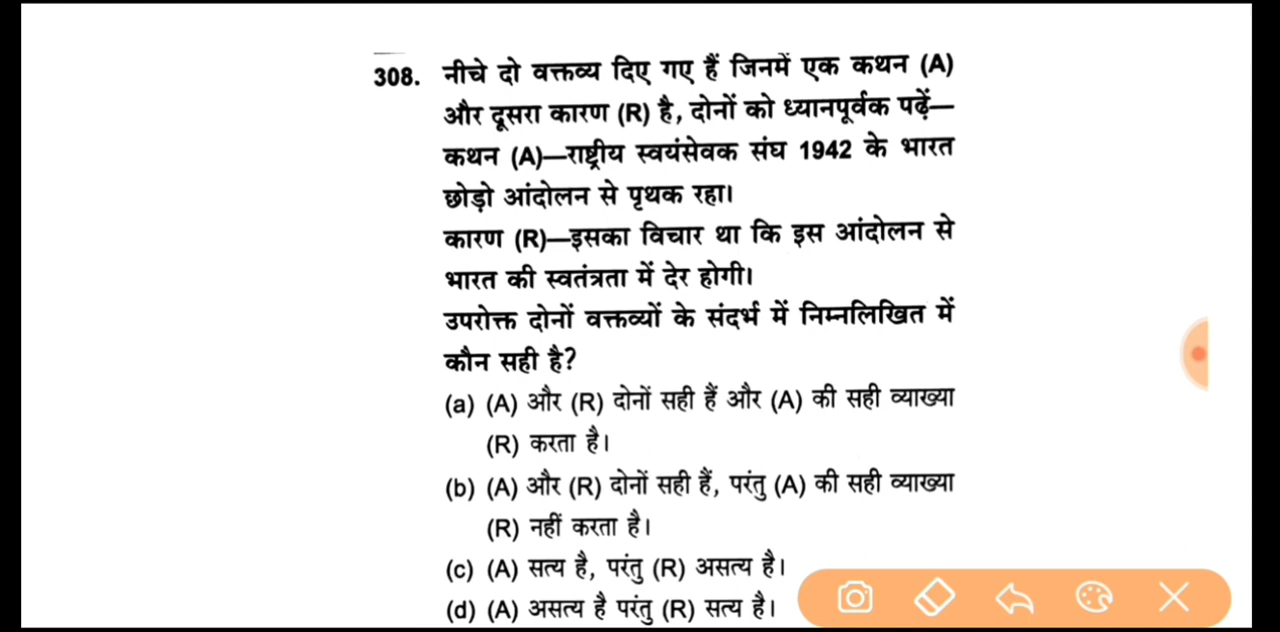 308. नीचे दो वक्तव्य दिए गए हैं जिनमें एक कथन (A)
और दूसरा कारण (R) है, दोनों को ध्यानपूर्वक पढ़ें—
कथन (A)—राष्ट्रीय स्वयंसेवक संघ 1942 के भारत
छोड़ो आंदोलन से पृथक रहा।
कारण (R)—इसका विचार था कि इस आंदोलन से
भारत की स्वतंत्रता में देर होगी।
उपरोक्त दोनों वक्तव्यों के संदर्भ में निम्नलिखित में
कौन सही है?
(a) (A) और (R) दोनों सही हैं और (A) की सही व्याख्या
(R) करता है।
(b) (A) और (R) दोनों सही हैं, परंतु (A) की सही व्याख्या
(R) नहीं करता है।
(c) (A) सत्य है, परंतु (R) असत्य है।
(d) (A) असत्य है परंतु (R) सत्य है।